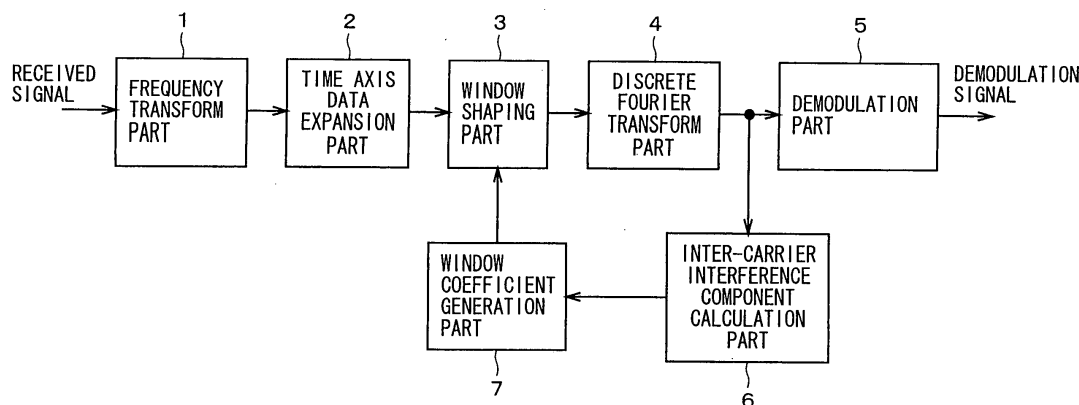 1
2
3
4
5
RECEIVED
SIGNAL
FREQUENCY
TRANSFORM
PART
TIME AXIS
DATA
EXPANSION
PART
WINDOW
SHAPING
PART
DISCRETE
FOURIER
TRANSFORM
PART
DEMODULATION
PART
DEMODULATION
SIGNAL
WINDOW
COEFFICIENT
GENERATION
PART
INTER-CARRIER
INTERFERENCE
COMPONENT
CALCULATION
PART
7
6